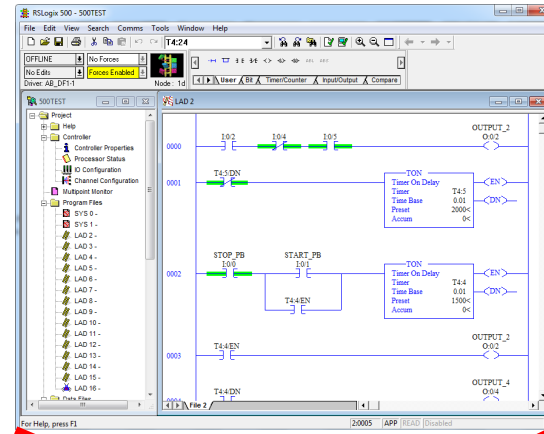 RSLogix 500 - 500TEST
File Edit View Search Comms Tools Window Help
T4:24
OFFLINE No Forces
No Edits Forces Enabled
Driver: AB_DF1-1 Node: 1d
User Bit Timer/Counter Input/Output Compare
500TEST
Project
Help
Controller
Controller Properties
Processor Status
IO Configuration
Channel Configuration
Multipoint Monitor
Program Files
SYS 0 -
SYS 1 -
LAD 2 -
LAD 3 -
LAD 4 -
LAD 5 -
LAD 6 -
LAD 7 -
LAD 8 -
LAD 9 -
LAD 10 -
LAD 11 -
LAD 12 -
LAD 13 -
LAD 14 -
LAD 15 -
LAD 16 -
Data Files
LAD 2
OUTPUT_2
0000 I:0/2 I:0/4 I:0/5 O:0/2
T4:5/DN
0001
TON
Timer On Delay
Timer T4:5
Time Base 0.01
Preset 2000<
Accum 0<
EN
DN
STOP_PB START_PB
I:0/0 I:0/1
0002
T4:4/EN
TON
Timer On Delay
Timer T4:4
Time Base 0.01
Preset 1500<
Accum 0<
EN
DN
OUTPUT_2
T4:4/EN O:0/2
0003
OUTPUT_4
T4:4/DN O:0/4
0004
File 2
For Help, press F1 2:0005 APP READ Disabled